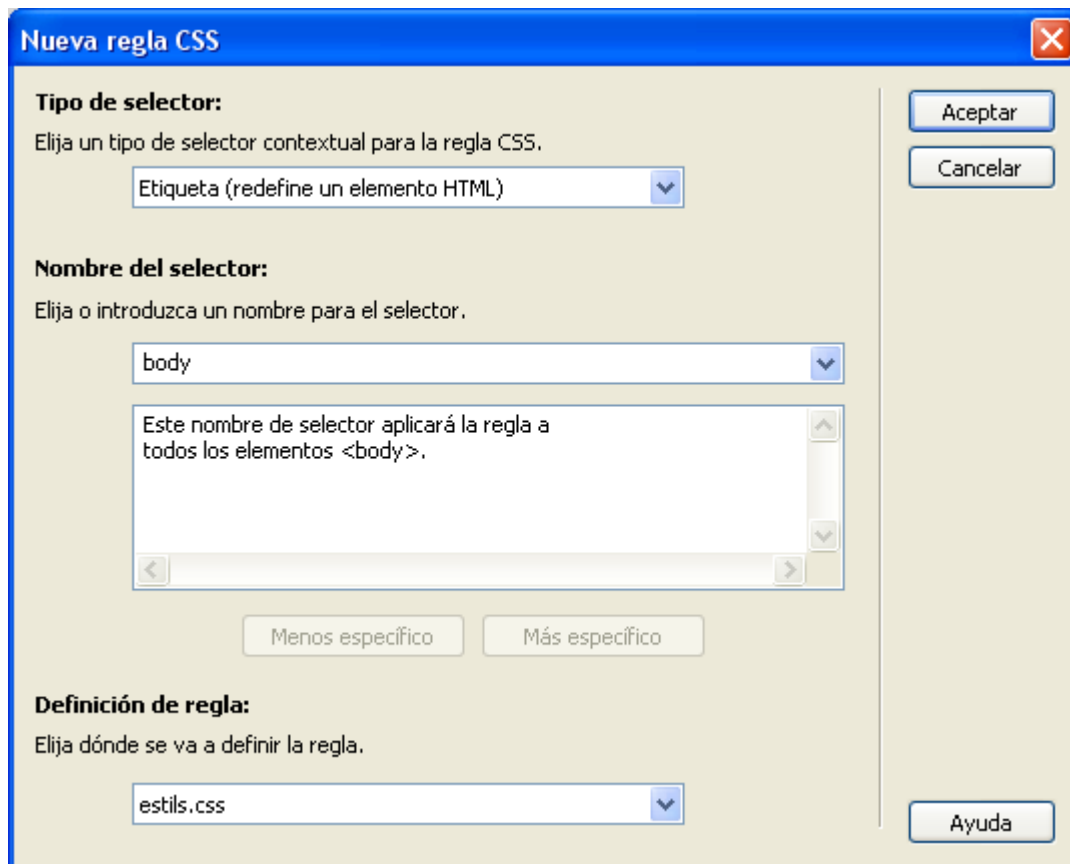 Nueva regla CSS
Tipo de selector:
Aceptar
Elija un tipo de selector contextual para la regla CSS.
Cancelar
Etiqueta (redefine un elemento HTML)
Nombre del selector:
Elija o introduzca un nombre para el selector.
body
Este nombre de selector aplicará la regla a
todos los elementos <body>.
Menos específico
Más específico
Definición de regla:
Elija dónde se va a definir la regla.
estils.css
Ayuda